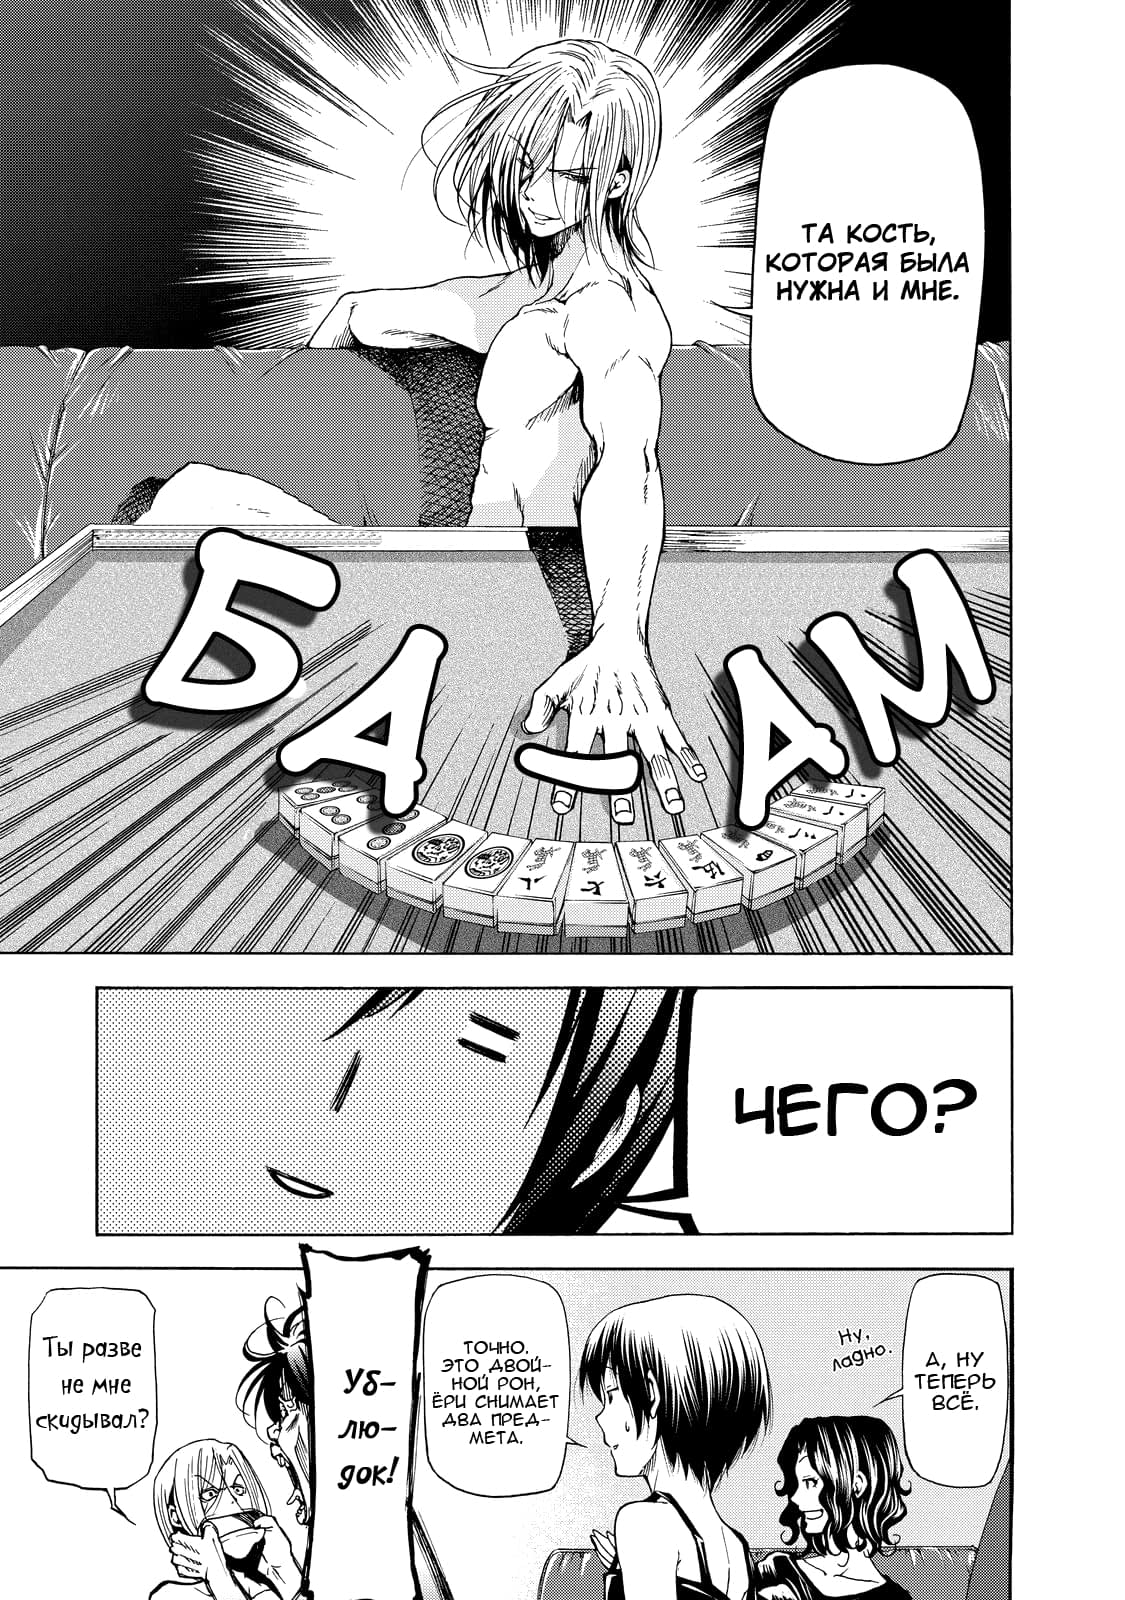 ТА КОСТЬ,
КОТОРАЯ БЫЛА
НУЖНА И МНЕ.
БА-АМ
ЧЕГО?
А, НУ
ТЕПЕРЬ
ВСЁ.
Ну,
ладно.
ТОЧНО.
ЭТО ДВОЙ-
НОЙ РОН,
ЁРИ СНИМАЕТ
ДВА ПРЕД-
МЕТА.
Уб-
лю-
док!
Ты разве
не мне
скидывал?